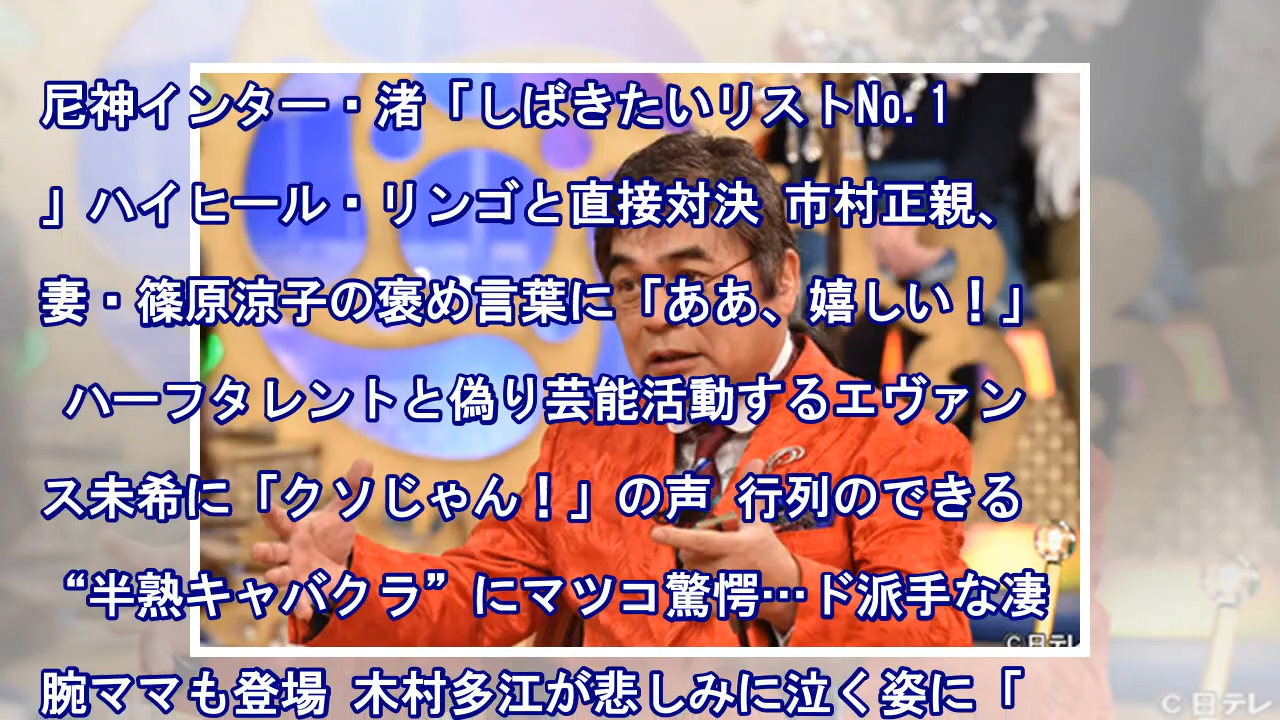 尼神インター・渚「しばきたいリストNo.1
」ハイヒール・リンゴと直接対決 市村正親、
妻・篠原涼子の褒め言葉に「ああ、嬉しい！」
ハーフタレントと偽り芸能活動するエヴァン
ス未希に「クソじゃん！」の声 行列のできる
“半熟キャバクラ”にマツコ驚愕…ド派手な凄
腕ママも登場 木村多江が悲しみに泣く姿に「
©日テレ
©日テレ